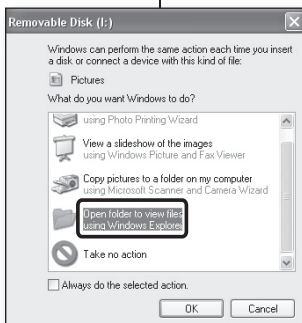 Removable Disk (I:)
Windows can perform the same action each time you insert
a disk or connect a device with this kind of file:
Pictures
What do you want Windows to do?
using Photo Printing Wizard
View a slideshow of the images
using Windows Picture and Fax Viewer
Copy pictures to a folder on my computer
using Microsoft Scanner and Camera Wizard
Open folder to view files
using Windows Explorer
Take no action
Always do the selected action.
OK
Cancel